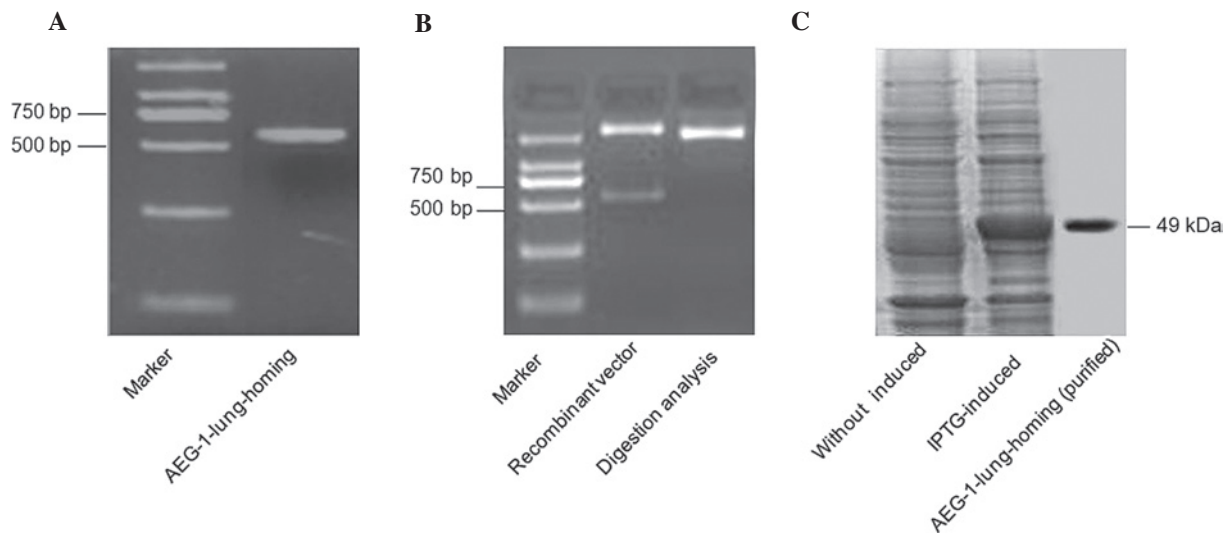 A
750 bp
500 bp
Marker
AEG-1-lung-homing
B
750 bp
500 bp
Marker
Recombinant vector
Digestion analysis
C
49 kDa
Without induced
IPTG-induced
AEG-1-lung-homing (purified)